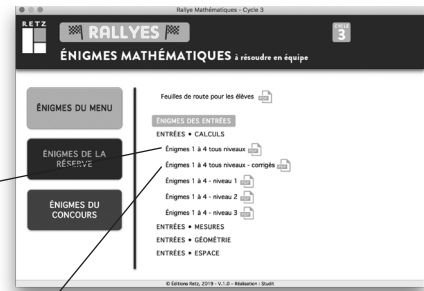 Rallye Mathématiques - Cycle 3
RETZ
RALLYES
CYCLE
3
ÉNIGMES MATHÉMATIQUES à résoudre en équipe
ÉNIGMES DU MENU
ÉNIGMES DE LA
RÉSERVE
ÉNIGMES DU
CONCOURS
Feuilles de route pour les élèves
ÉNIGMES DES ENTRÉES
ENTRÉES • CALCULS
Énigmes 1 à 4 tous niveaux
Énigmes 1 à 4 tous niveaux - corrigés
Énigmes 1 à 4 - niveau 1
Énigmes 1 à 4 - niveau 2
Énigmes 1 à 4 - niveau 3
ENTRÉES • MESURES
ENTRÉES • GÉOMÉTRIE
ENTRÉES • ESPACE
© Éditions Retz, 2019 - V.1.0 - Réalisation : Studit